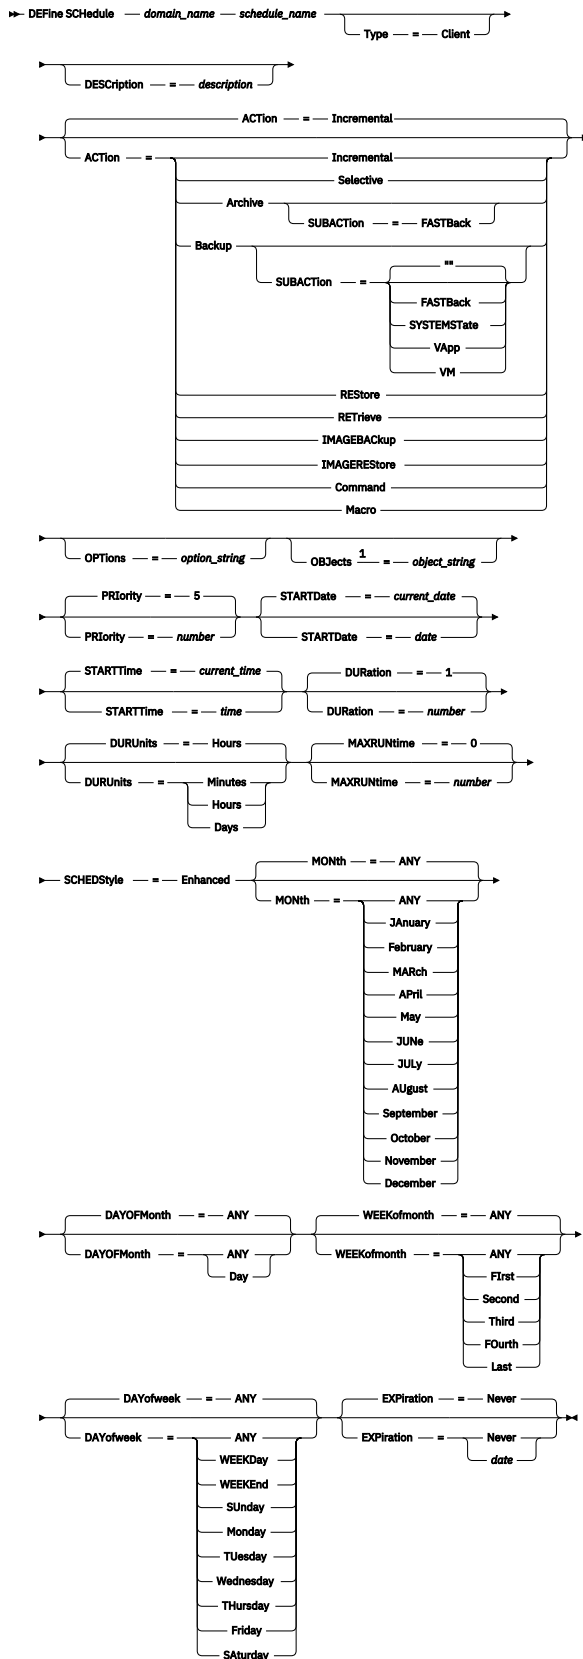 DEFine SCHedule — domain_name — schedule_name
Type — = — Client
DESCription — = — description
ACTion — = — Incremental
ACTion — = Incremental
Selective
Archive
SUBACTion — = — FASTBack
Backup
""
SUBACTion — =
FASTBack
SYSTEMSTate
VApp
VM
REStore
RETrieve
IMAGEBACkup
IMAGEREStore
Command
Macro
OPTions — = — option_string
OBJects 1 = — object_string
PRIority — = — 5
PRIority — = — number
STARTDate — = — current_date
STARTDate — = — date
STARTTime — = — current_time
STARTTime — = — time
DURation — = — 1
DURation — = — number
DURUnits — = — Hours
DURUnits — = Minutes
Hours
Days
MAXRUNtime — = — 0
MAXRUNtime — = — number
SCHEDStyle — = — Enhanced
MONth — = — ANY
MONth — = ANY
JAnuary
February
MARch
APril
May
JUNe
JULy
AUgust
September
October
November
December
DAYOFMonth — = — ANY
DAYOFMonth — = ANY
Day
WEEKofmonth — = — ANY
WEEKofmonth — = ANY
FIrst
Second
Third
FOurth
Last
DAYofweek — = — ANY
DAYofweek — = ANY
WEEKDay
WEEKEnd
SUnday
Monday
TUesday
Wednesday
THursday
Friday
SAturday
EXPiration — = — Never
EXPiration — = Never
date